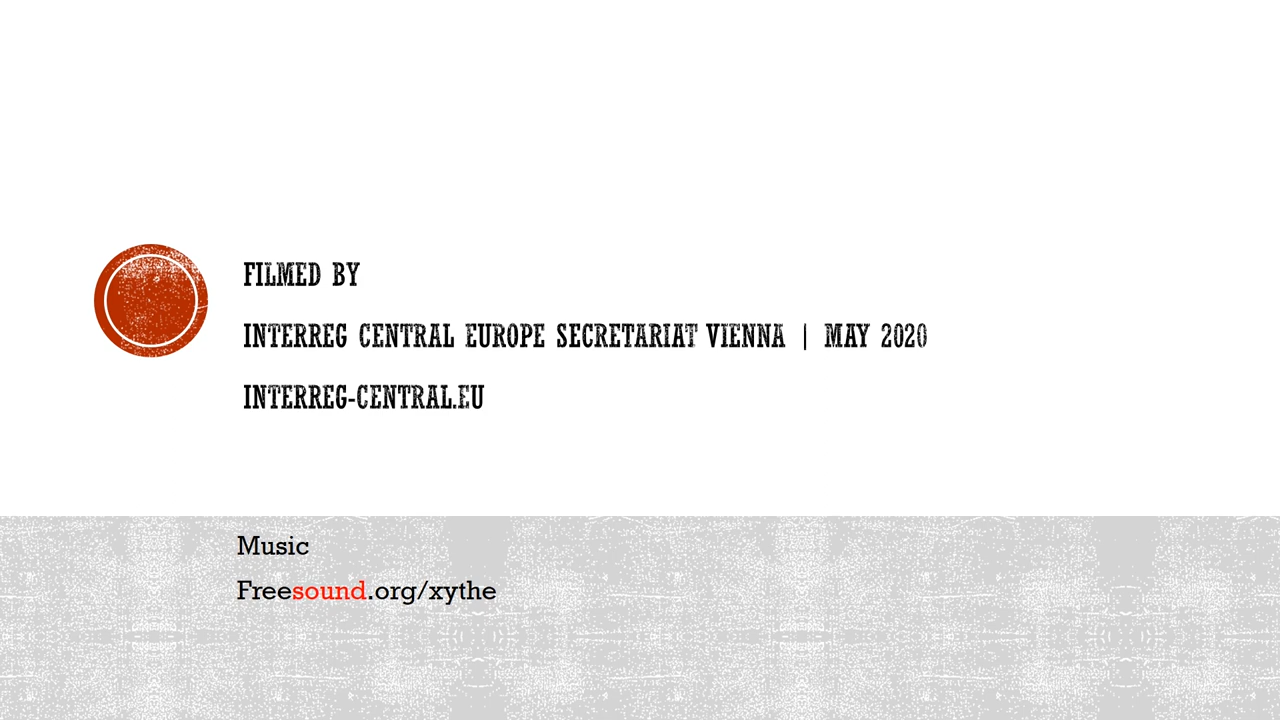 FILMED BY
INTERREG CENTRAL EUROPE SECRETARIAT VIENNA | MAY 2020
INTERREG-CENTRAL.EU
Music
Freesound.org/xythe